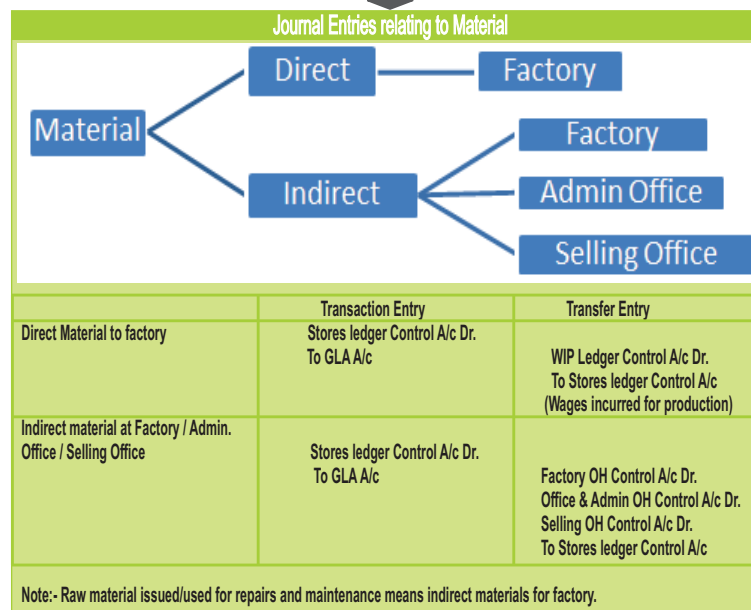 Journal Entries relating to Material
Direct
Factory
Material
Factory
Indirect
Admin Office
Selling Office
Transaction Entry
Transfer Entry
Direct Material to factory
Stores ledger Control A/c Dr.
To GLA A/c
WIP Ledger Control A/c Dr.
To Stores ledger Control A/c
(Wages incurred for production)
Indirect material at Factory / Admin.
Office / Selling Office
Stores ledger Control A/c Dr.
To GLA A/c
Factory OH Control A/c Dr.
Office & Admin OH Control A/c Dr.
Selling OH Control A/c Dr.
To Stores ledger Control A/c
Note:- Raw material issued/used for repairs and maintenance means indirect materials for factory.